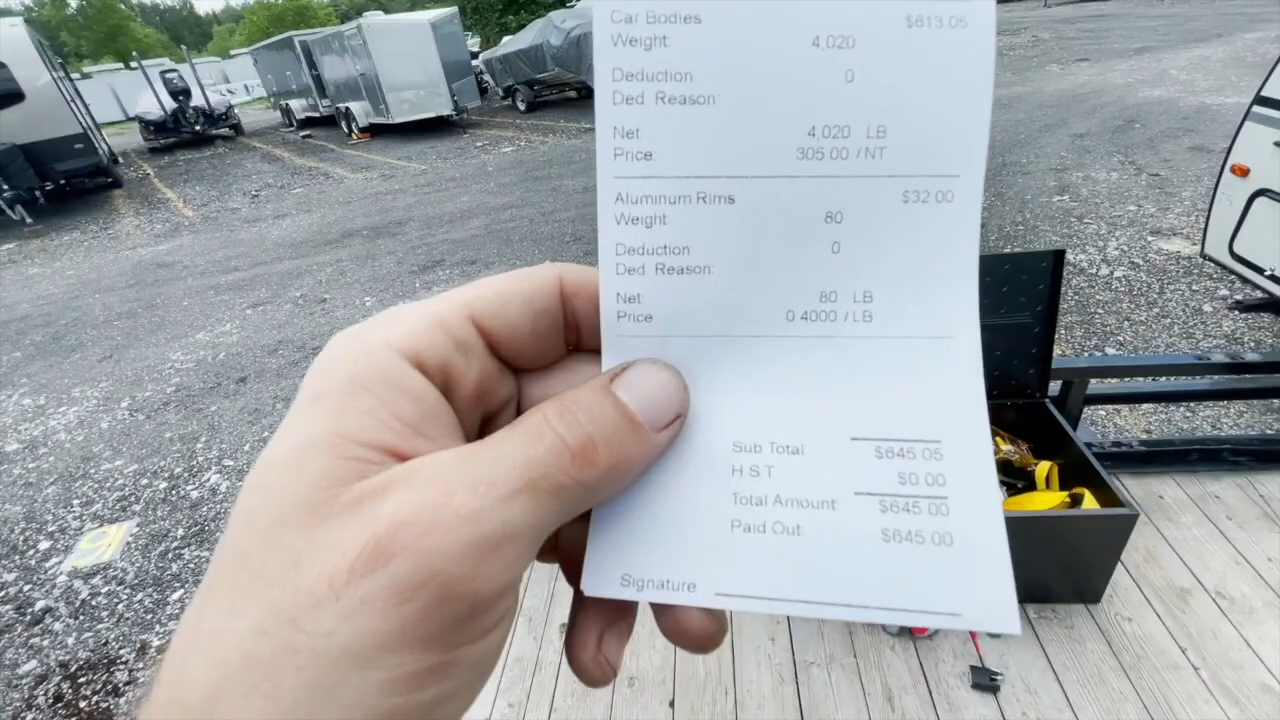 Car Bodies $613.05
Weight: 4,020
Deduction 0
Ded. Reason:
Net 4,020 LB
Price: 305.00 / NT
Aluminum Rims $32.00
Weight: 80
Deduction 0
Ded. Reason:
Net: 80 LB
Price 0.4000 / LB
Sub Total $645.05
H.S.T $0.00
Total Amount $645.00
Paid Out: $645.00
Signature